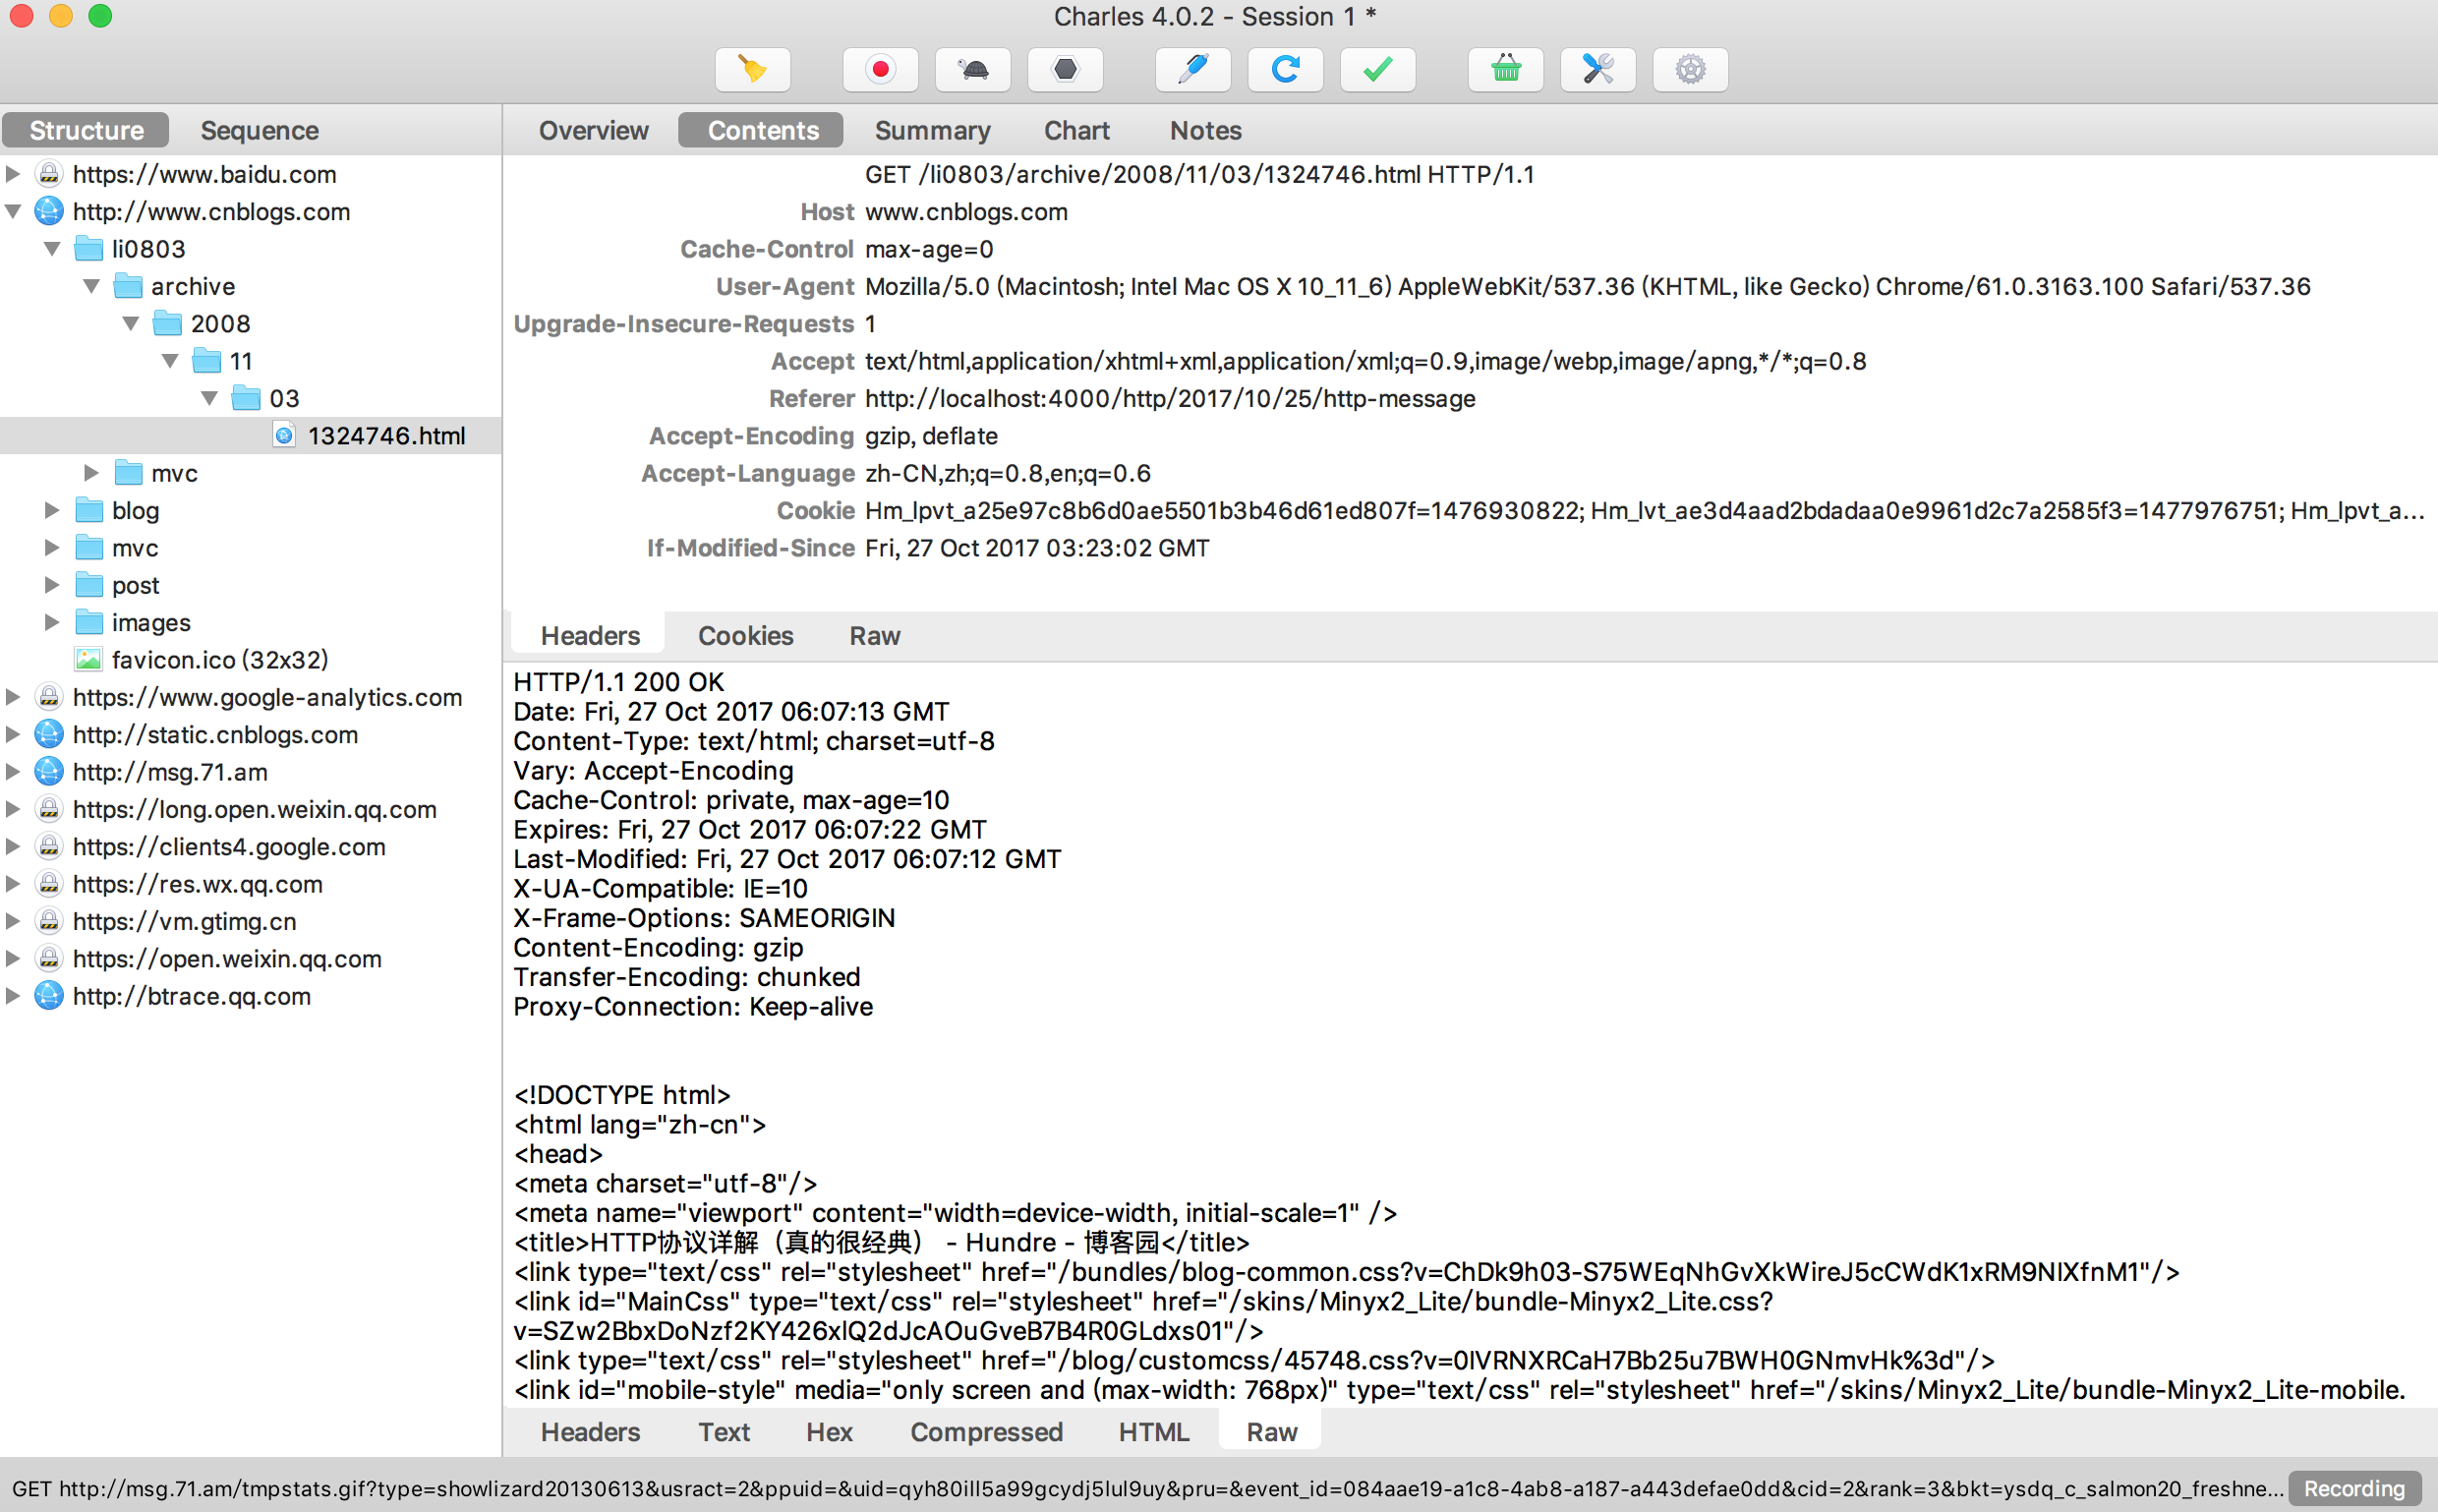 Charles 4.0.2 - Session 1 *
Structure Sequence
Overview Contents Summary Chart Notes
https://www.baidu.com
http://www.cnblogs.com
li0803
archive
2008
11
03
1324746.html
mvc
blog
mvc
post
images
favicon.ico (32x32)
https://www.google-analytics.com
http://static.cnblogs.com
http://msg.71.am
https://long.open.weixin.qq.com
https://clients4.google.com
https://res.wx.qq.com
https://vm.gtimg.cn
https://open.weixin.qq.com
http://btrace.qq.com
GET /li0803/archive/2008/11/03/1324746.html HTTP/1.1
Host www.cnblogs.com
Cache-Control max-age=0
User-Agent Mozilla/5.0 (Macintosh; Intel Mac OS X 10_11_6) AppleWebKit/537.36 (KHTML, like Gecko) Chrome/61.0.3163.100 Safari/537.36
Upgrade-Insecure-Requests 1
Accept text/html,application/xhtml+xml,application/xml;q=0.9,image/webp,image/apng,*/*;q=0.8
Referer http://localhost:4000/http/2017/10/25/http-message
Accept-Encoding gzip, deflate
Accept-Language zh-CN,zh;q=0.8,en;q=0.6
Cookie Hm_lpvt_a25e97c8b6d0ae5501b3b46d61ed807f=1476930822; Hm_lvt_ae3d4aad2bdadaa0e9961d2c7a2585f3=1477976751; Hm_lpvt_a...
If-Modified-Since Fri, 27 Oct 2017 03:23:02 GMT
Headers Cookies Raw
HTTP/1.1 200 OK
Date: Fri, 27 Oct 2017 06:07:13 GMT
Content-Type: text/html; charset=utf-8
Vary: Accept-Encoding
Cache-Control: private, max-age=10
Expires: Fri, 27 Oct 2017 06:07:22 GMT
Last-Modified: Fri, 27 Oct 2017 06:07:12 GMT
X-UA-Compatible: IE=10
X-Frame-Options: SAMEORIGIN
Content-Encoding: gzip
Transfer-Encoding: chunked
Proxy-Connection: Keep-alive
<!DOCTYPE html>
<html lang="zh-cn">
<head>
<meta charset="utf-8"/>
<meta name="viewport" content="width=device-width, initial-scale=1" />
<title>HTTP协议详解（真的很经典） - Hundre - 博客园</title>
<link type="text/css" rel="stylesheet" href="/bundles/blog-common.css?v=ChDk9h03-S75WEqNhGvXkWireJ5cCWdK1xRM9NIXfnM1"/>
<link id="MainCss" type="text/css" rel="stylesheet" href="/skins/Minyx2_Lite/bundle-Minyx2_Lite.css?
v=SZw2BbxDoNzf2KY426xlQ2dJcAOuGveB7B4R0GLdxs01"/>
<link type="text/css" rel="stylesheet" href="/blog/customcss/45748.css?v=0IVRNXRCaH7Bb25u7BWH0GNmvHk%3d"/>
<link id="mobile-style" media="only screen and (max-width: 768px)" type="text/css" rel="stylesheet" href="/skins/Minyx2_Lite/bundle-Minyx2_Lite-mobile.
Headers Text Hex Compressed HTML Raw
GET http://msg.71.am/tmpstats.gif?type=showlizard20130613&usract=2&ppuid=&uid=qyh80ill5a99gcydj5lul9uy&pru=&event_id=084aae19-a1c8-4ab8-a187-a443defae0dd&cid=2&rank=3&bkt=ysdq_c_salmon20_freshne... Recording